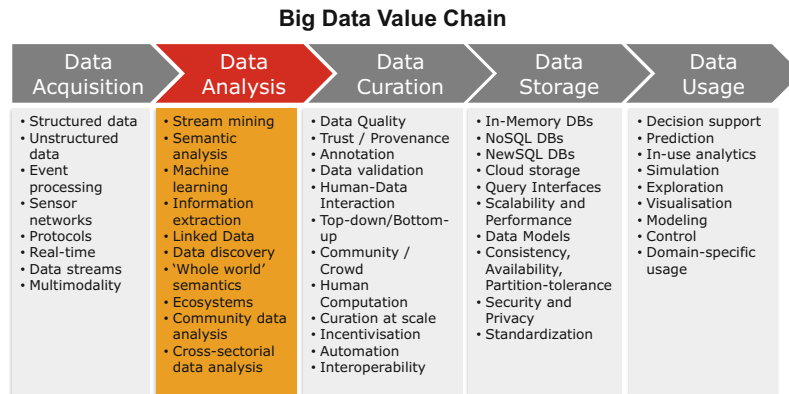 Big Data Value Chain
Data
Acquisition
• Structured data
• Unstructured
data
• Event
processing
• Sensor
networks
• Protocols
• Real-time
• Data streams
• Multimodality
Data
Analysis
• Stream mining
• Semantic
analysis
• Machine
learning
• Information
extraction
• Linked Data
• Data discovery
• ‘Whole world’
semantics
• Ecosystems
• Community data
analysis
• Cross-sectorial
data analysis
Data
Curation
• Data Quality
• Trust / Provenance
• Annotation
• Data validation
• Human-Data
Interaction
• Top-down/Bottom-
up
• Community /
Crowd
• Human
Computation
• Curation at scale
• Incentivisation
• Automation
• Interoperability
Data
Storage
• In-Memory DBs
• NoSQL DBs
• NewSQL DBs
• Cloud storage
• Query Interfaces
• Scalability and
Performance
• Data Models
• Consistency,
Availability,
Partition-tolerance
• Security and
Privacy
• Standardization
Data
Usage
• Decision support
• Prediction
• In-use analytics
• Simulation
• Exploration
• Visualisation
• Modeling
• Control
• Domain-specific
usage